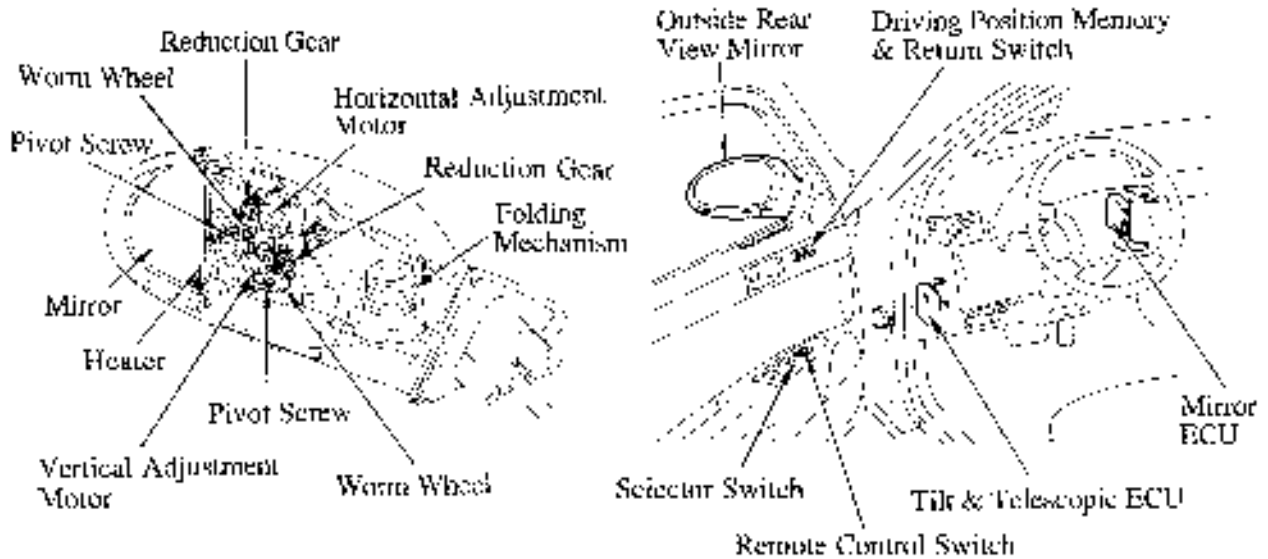 Reduction Gear
Worm Wheel
Horizontal Adjustment
Motor
Pivot Screw
Reduction Gear
Folding
Mechanism
Mirror
Heater
Pivot Screw
Vertical Adjustment
Motor
Worm Wheel
Outside Rear
View Mirror
Driving Position Memory
& Return Switch
Mirror
ECU
Selector Switch
Tilt & Telescopic ECU
Remote Control Switch